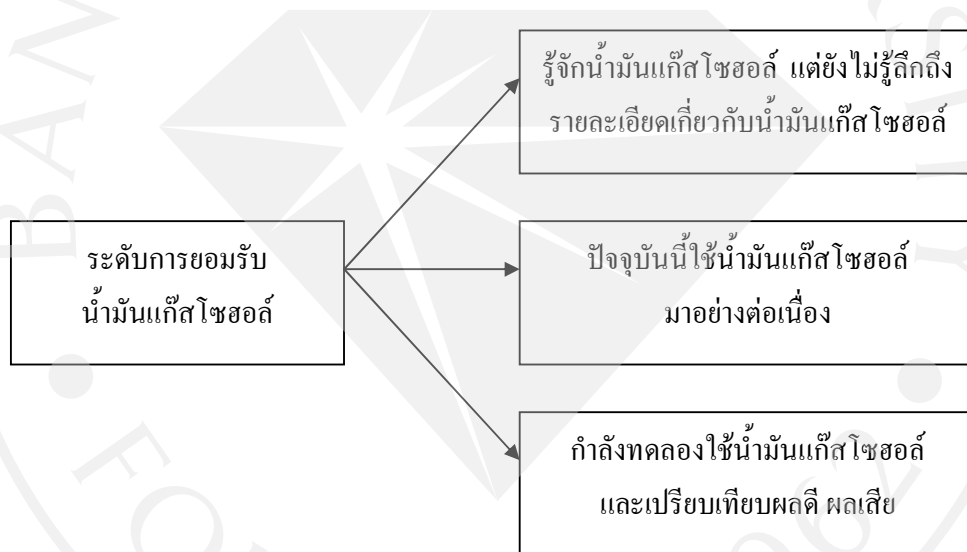 รู้จักน้ำมันแก๊สโซฮอล์ แต่ยังไม่รู้ลึกถึง
รายละเอียดเกี่ยวกับน้ำมันแก๊สโซฮอล์
ระดับการยอมรับ
น้ำมันแก๊สโซฮอล์
ปัจจุบันนี้ใช้น้ำมันแก๊สโซฮอล์
มาอย่างต่อเนื่อง
กำลังทดลองใช้น้ำมันแก๊สโซฮอล์
และเปรียบเทียบผลดี ผลเสีย